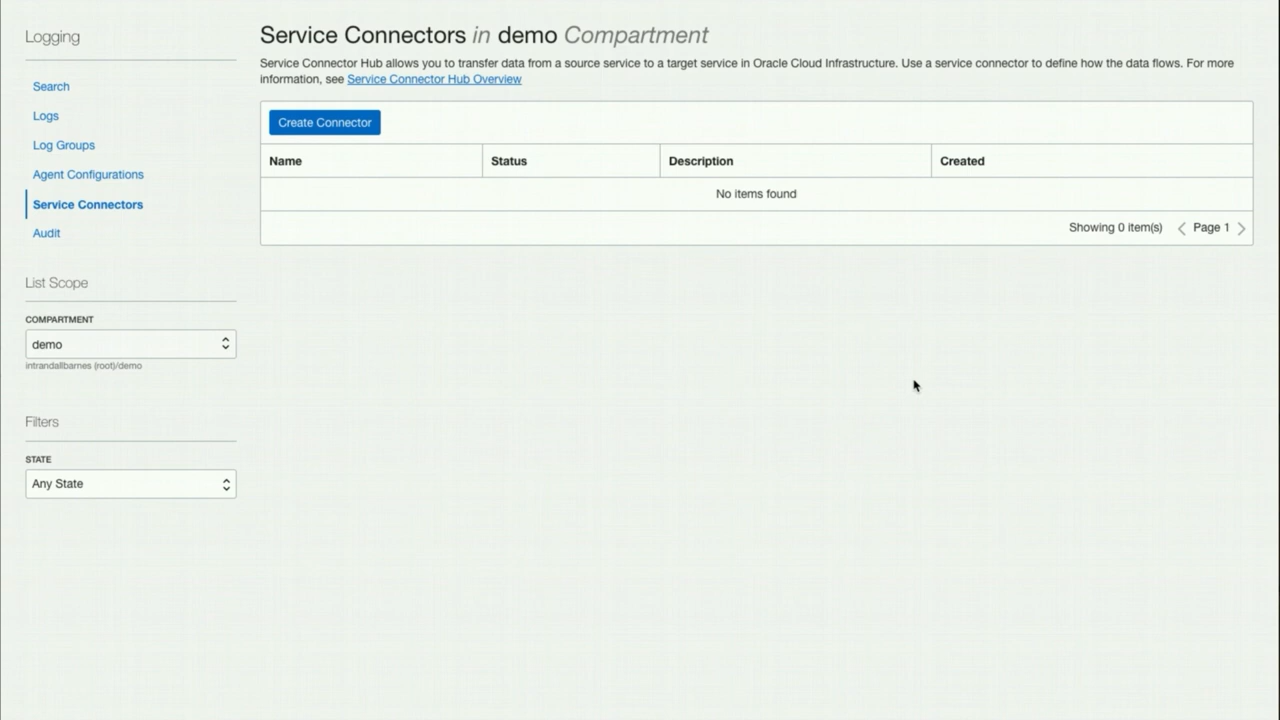 Logging
Search
Logs
Log Groups
Agent Configurations
Service Connectors
Audit
List Scope
COMPARTMENT
demo
intrandallbarnes (root)/demo
Filters
STATE
Any State
Service Connectors in demo Compartment
Service Connector Hub allows you to transfer data from a source service to a target service in Oracle Cloud Infrastructure. Use a service connector to define how the data flows. For more
information, see Service Connector Hub Overview
Create Connector
Name Status Description Created
No items found
Showing 0 item(s) Page 1